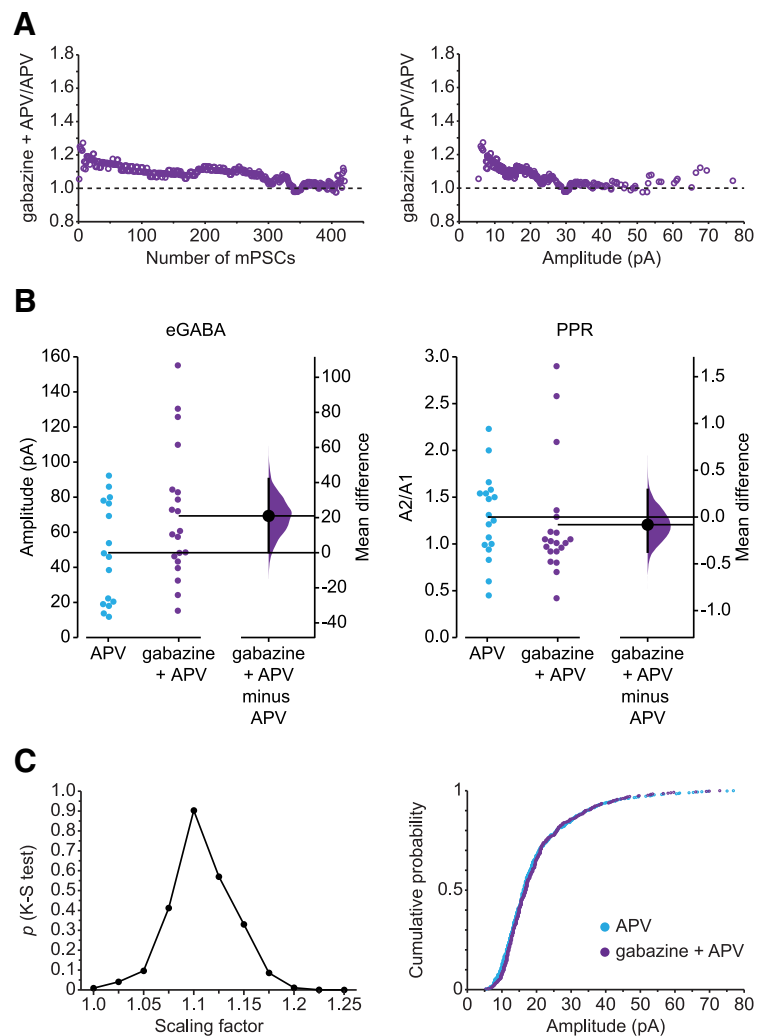 A
gabazine + APV/APV
1.8
1.6
1.4
1.2
1.0
0.8
0 100 200 300 400
Number of mPSCs
gabazine + APV/APV
1.8
1.6
1.4
1.2
1.0
0.8
0 10 20 30 40 50 60 70 80
Amplitude (pA)
B
eGABA
Amplitude (pA)
160
140
120
100
80
60
40
20
0
100
80
60
40
20
0
-20
-40
Mean difference
APV
gabazine
+ APV
gabazine
+ APV
minus
APV
PPR
A2/A1
3.0
2.5
2.0
1.5
1.0
0.5
0.0
1.5
1.0
0.5
0.0
-0.5
-1.0
Mean difference
APV
gabazine
+ APV
gabazine
+ APV
minus
APV
C
p (K-S test)
1.0
0.9
0.8
0.7
0.6
0.5
0.4
0.3
0.2
0.1
0
1.0 1.05 1.1 1.15 1.2 1.25
Scaling factor
Cumulative probability
1
0.5
0
0 10 20 30 40 50 60 70 80
Amplitude (pA)
APV
gabazine + APV